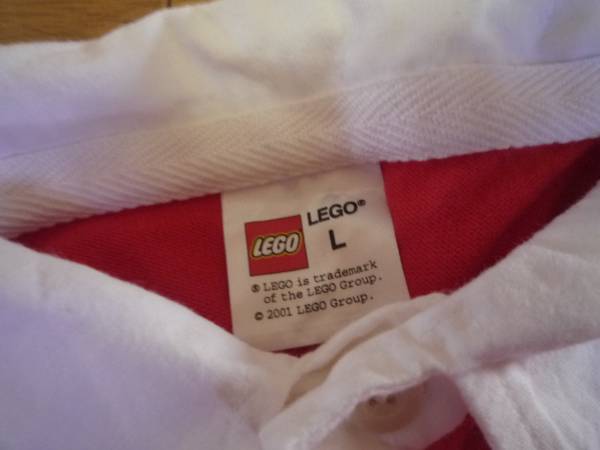 LEGO®
LEGO
L
® LEGO is trademark
of the LEGO Group.
© 2001 LEGO Group.